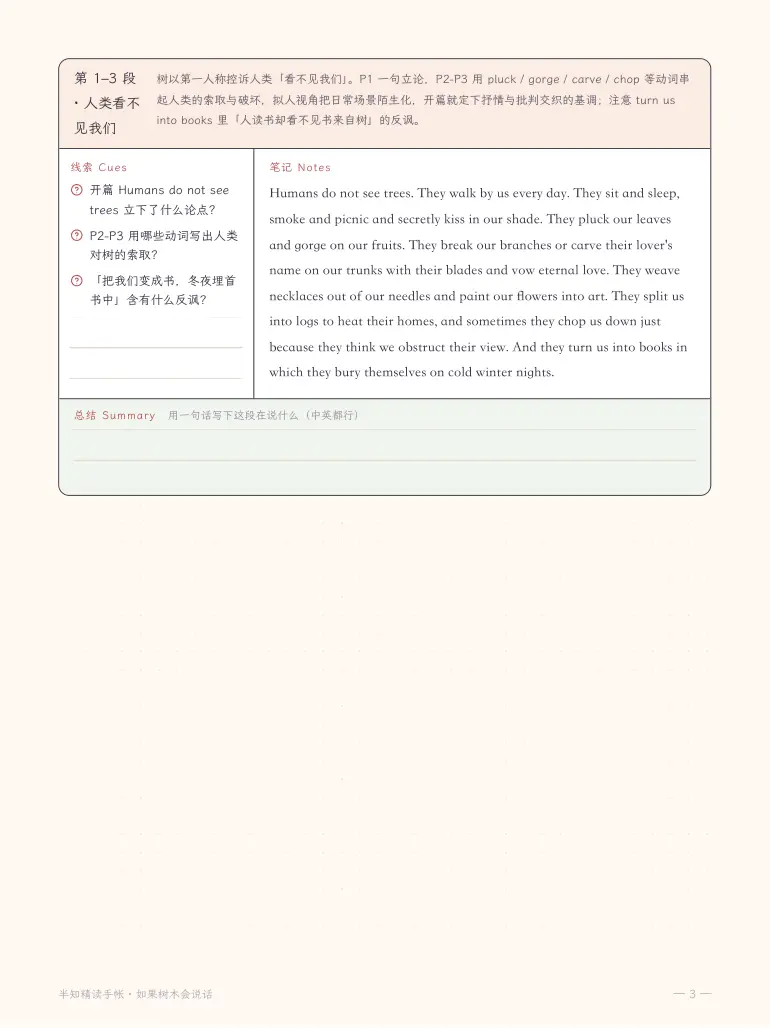 第 1–3 段
· 人类看不
见我们
树以第一人称控诉人类「看不见我们」。P1 一句立论，P2-P3 用 pluck / gorge / carve / chop 等动词串
起人类的索取与破坏，拟人视角把日常场景陌生化，开篇就定下抒情与批判交织的基调；注意 turn us
into books 里「人读书却看不见书来自树」的反讽。
线索 Cues
开篇 Humans do not see
trees 立下了什么论点？
P2-P3 用哪些动词写出人类
对树的索取？
「把我们变成书，冬夜埋首
书中」含有什么反讽？
笔记 Notes
Humans do not see trees. They walk by us every day. They sit and sleep,
smoke and picnic and secretly kiss in our shade. They pluck our leaves
and gorge on our fruits. They break our branches or carve their lover's
name on our trunks with their blades and vow eternal love. They weave
necklaces out of our needles and paint our flowers into art. They split us
into logs to heat their homes, and sometimes they chop us down just
because they think we obstruct their view. And they turn us into books in
which they bury themselves on cold winter nights.
总结 Summary 用一句话写下这段在说什么（中英都行）
半知精读手帐 · 如果树木会说话
— 3 —